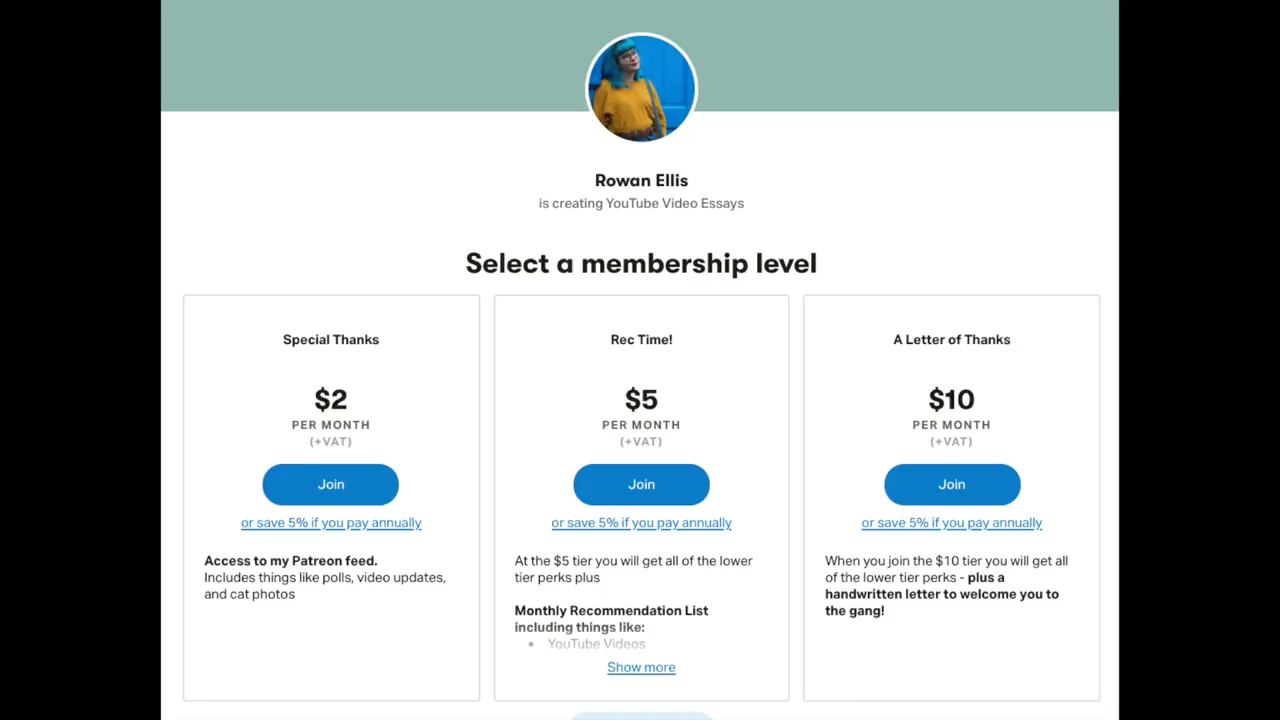 Rowan Ellis
is creating YouTube Video Essays
Select a membership level
Special Thanks
$2
PER MONTH
(+VAT)
Join
or save 5% if you pay annually
Access to my Patreon feed.
Includes things like polls, video updates,
and cat photos
Rec Time!
$5
PER MONTH
(+VAT)
Join
or save 5% if you pay annually
At the $5 tier you will get all of the lower
tier perks plus
Monthly Recommendation List
including things like:
• YouTube Videos
Show more
A Letter of Thanks
$10
PER MONTH
(+VAT)
Join
or save 5% if you pay annually
When you join the $10 tier you will get all
of the lower tier perks - plus a
handwritten letter to welcome you to
the gang!